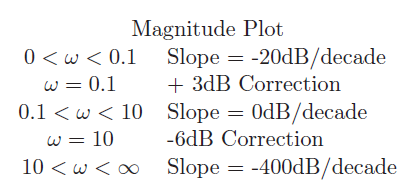 Magnitude Plot
0 < ω < 0.1 Slope = -20dB/decade
ω = 0.1 + 3dB Correction
0.1 < ω < 10 Slope = 0dB/decade
ω = 10 -6dB Correction
10 < ω < ∞ Slope = -400dB/decade